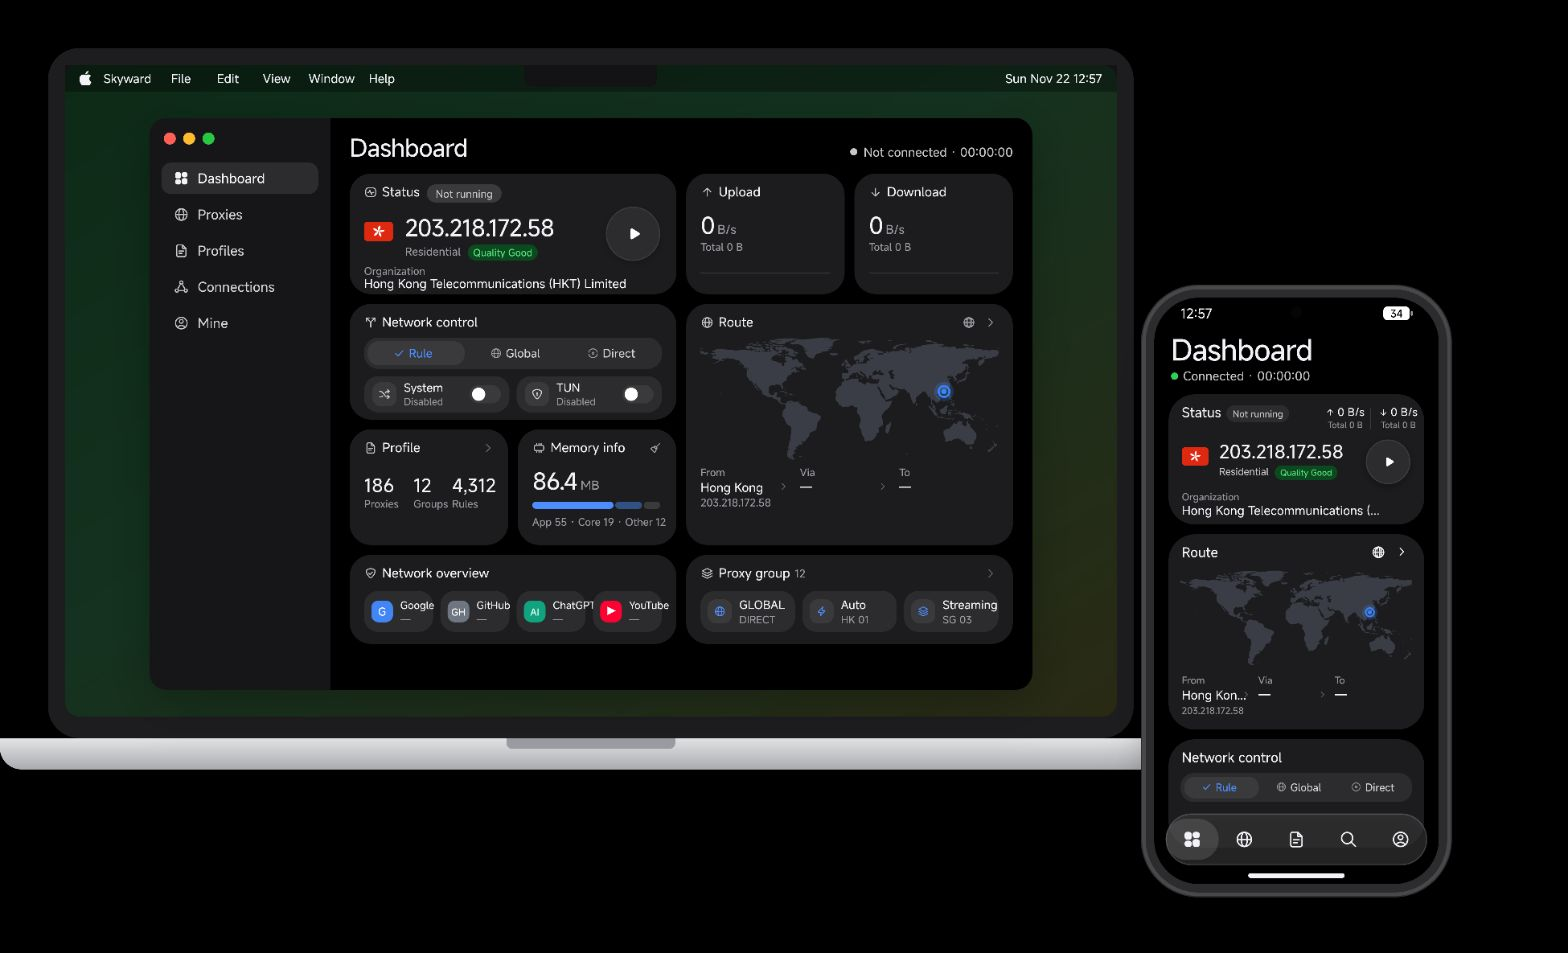 Skyward File Edit View Window Help Sun Nov 22 12:57
Dashboard
Not connected · 00:00:00
Dashboard
Proxies
Profiles
Connections
Mine
Status Not running
203.218.172.58
Residential Quality Good
Organization
Hong Kong Telecommunications (HKT) Limited
Upload
0 B/s
Total 0 B
Download
0 B/s
Total 0 B
Network control
Rule Global Direct
System
Disabled
TUN
Disabled
Route
From Via To
Hong Kong — —
203.218.172.58
Profile
186 12 4,312
Proxies Groups Rules
Memory info
86.4 MB
App 55 · Core 19 · Other 12
Network overview
G Google
—
GH GitHub
—
AI ChatGPT
—
YouTube
—
Proxy group 12
GLOBAL
DIRECT
Auto
HK 01
Streaming
SG 03
12:57 34
Dashboard
Connected · 00:00:00
Status Not running
↑ 0 B/s ↓ 0 B/s
Total 0 B Total 0 B
203.218.172.58
Residential Quality Good
Organization
Hong Kong Telecommunications (...
Route
From Via To
Hong Kon... — —
203.218.172.58
Network control
Rule Global Direct